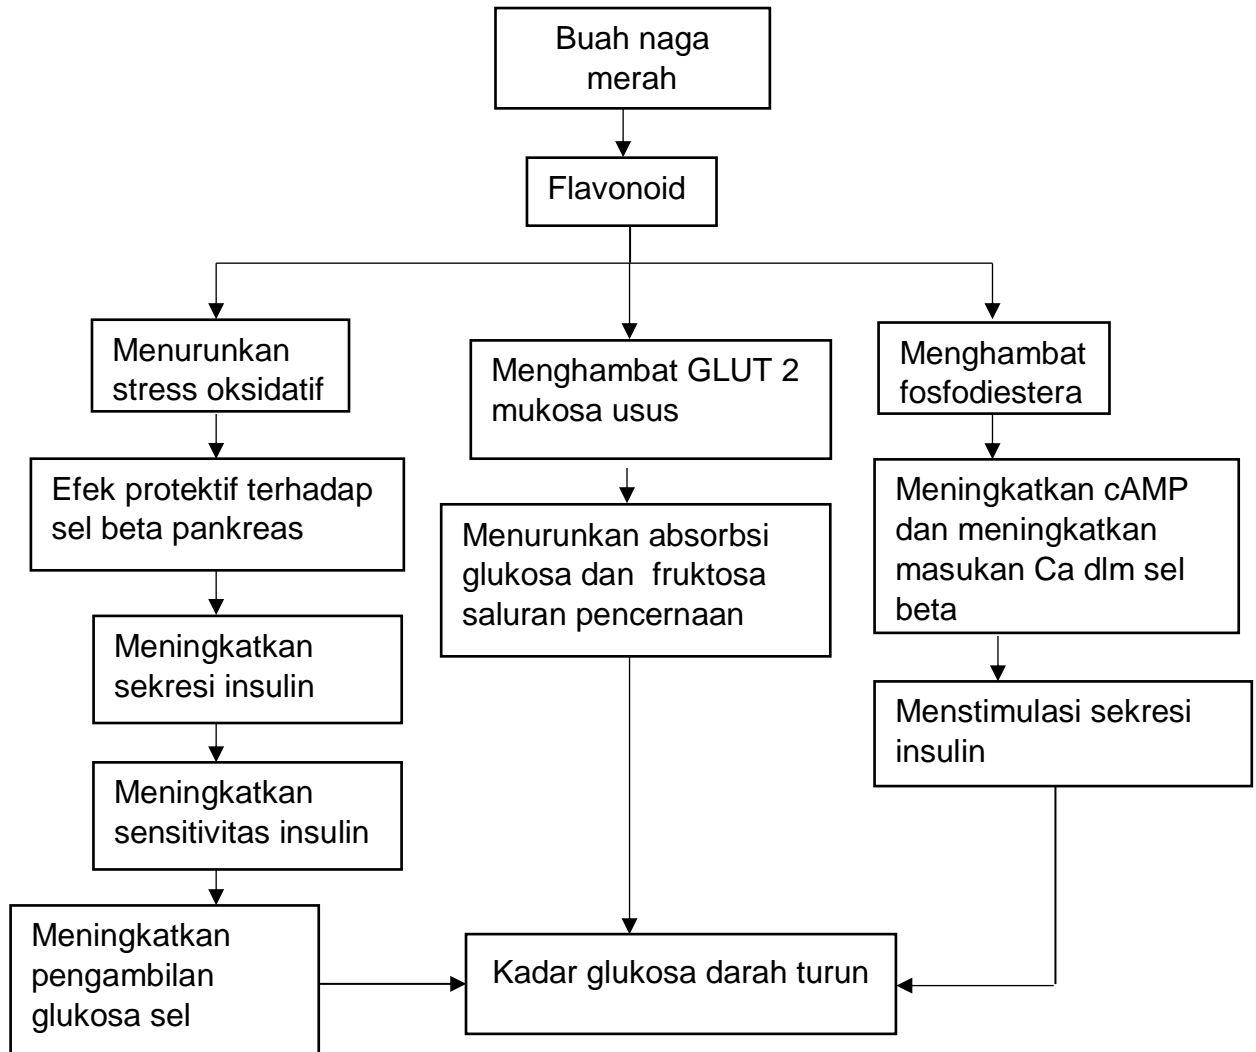 Buah naga
merah
Flavonoid
Menurunkan
stress oksidatif
Menghambat GLUT 2
mukosa usus
Menghambat
fosfodiestera
Efek protektif terhadap
sel beta pankreas
Menurunkan absorbsi
glukosa dan fruktosa
saluran pencernaan
Meningkatkan cAMP
dan meningkatkan
masukan Ca dlm sel
beta
Meningkatkan
sekresi insulin
Menstimulasi sekresi
insulin
Meningkatkan
sensitivitas insulin
Meningkatkan
pengambilan
glukosa sel
Kadar glukosa darah turun